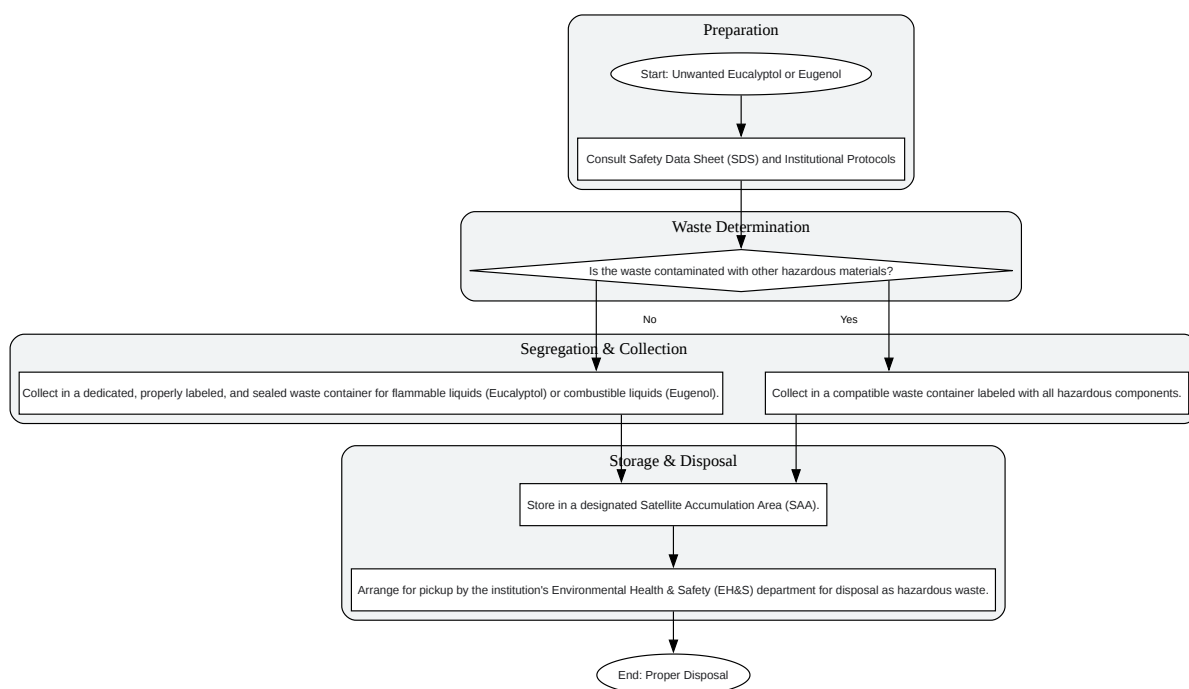 Preparation
Start: Unwanted Eucalyptol or Eugenol
Consult Safety Data Sheet (SDS) and Institutional Protocols
Waste Determination
Is the waste contaminated with other hazardous materials?
No
Yes
Segregation & Collection
Collect in a dedicated, properly labeled, and sealed waste container for flammable liquids (Eucalyptol) or combustible liquids (Eugenol).
Collect in a compatible waste container labeled with all hazardous components.
Storage & Disposal
Store in a designated Satellite Accumulation Area (SAA).
Arrange for pickup by the institution's Environmental Health & Safety (EH&S) department for disposal as hazardous waste.
End: Proper Disposal